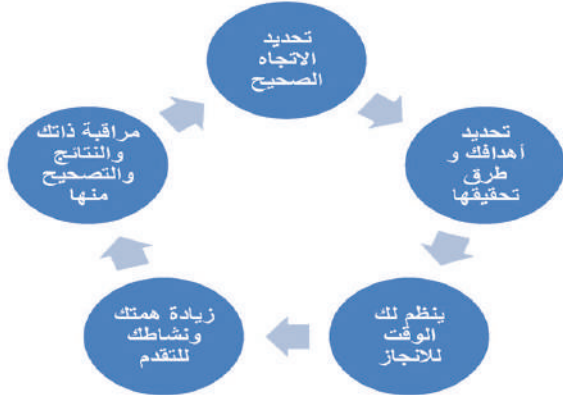 تحديد
الاتجاه
الصحيح
تحديد
أهدافك و
طرق
تحقيقها
ينظم لك
الوقت
للانجاز
زيادة همتك
ونشاطك
للتقدم
مراقبة ذاتك
والنتائج
والتصحيح
منها